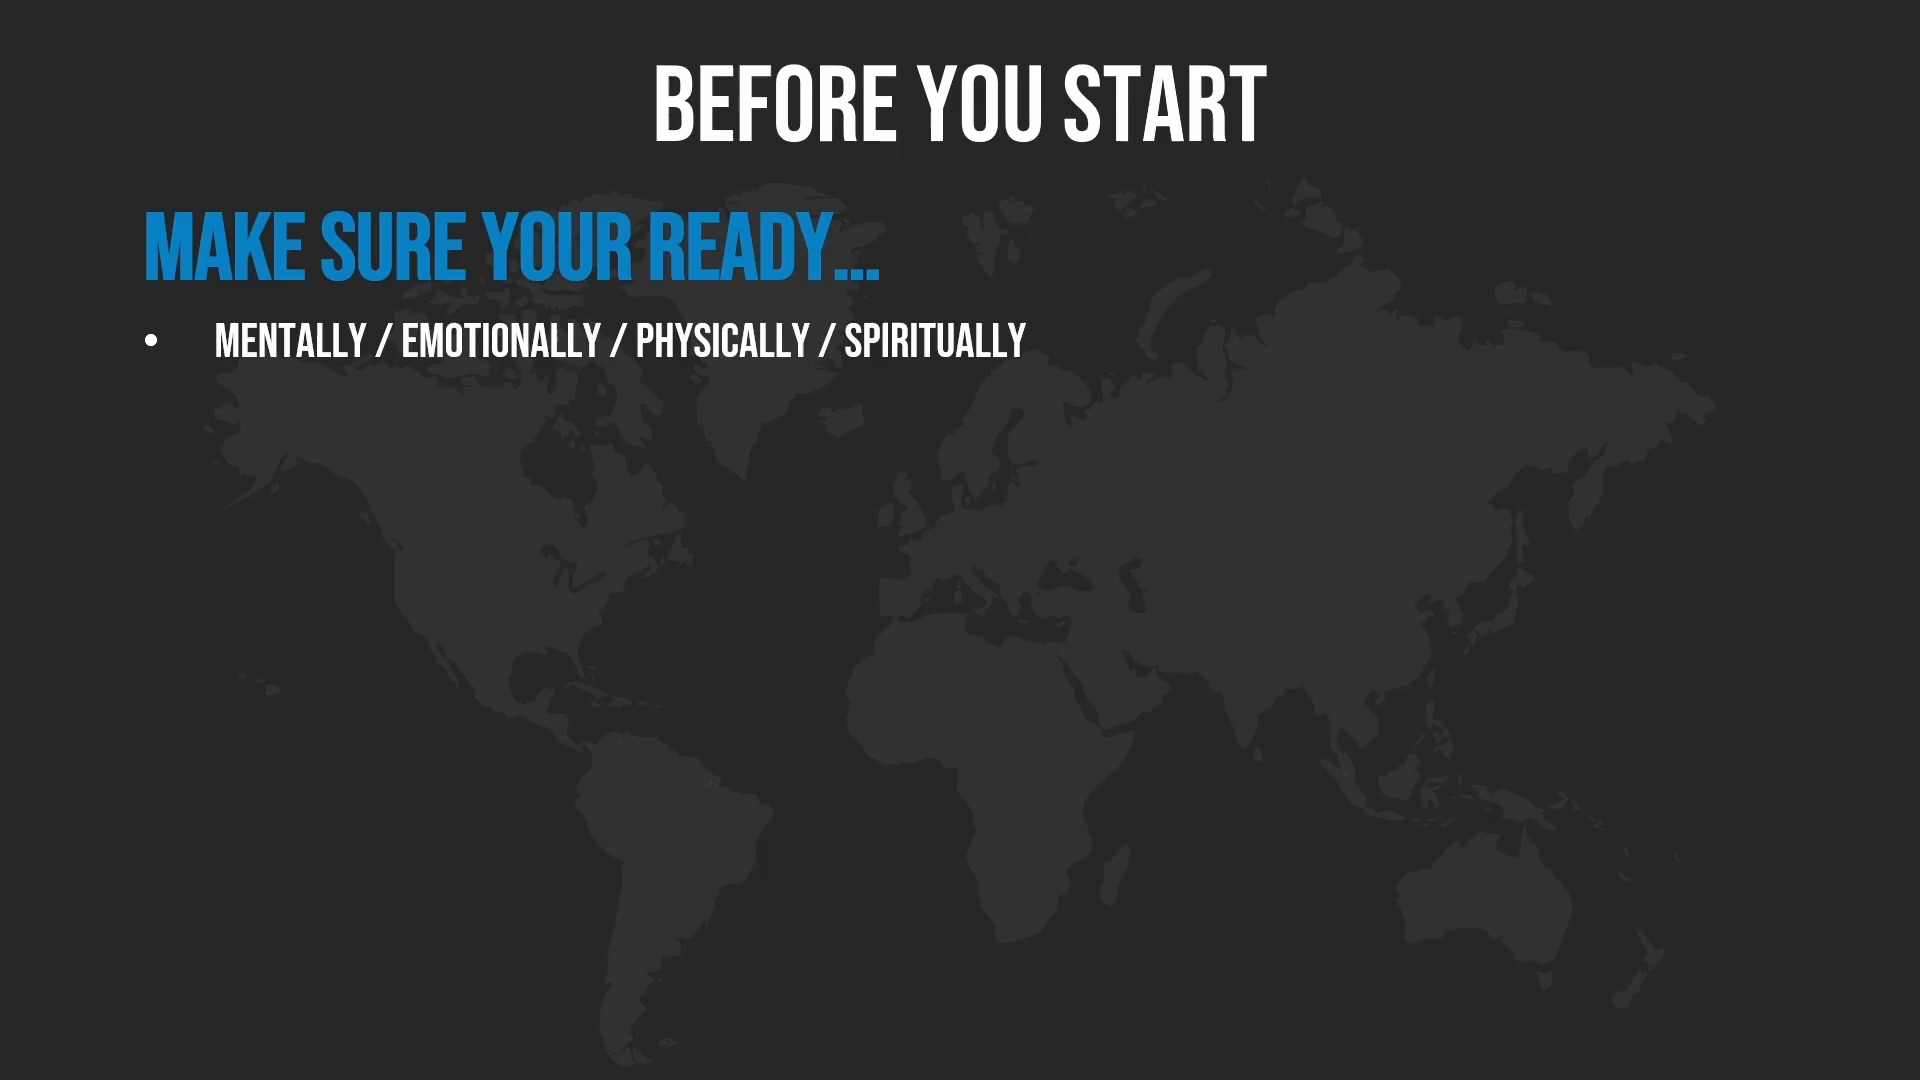 BEFORE YOU START
MAKE SURE YOUR READY...
• MENTALLY / EMOTIONALLY / PHYSICALLY / SPIRITUALLY